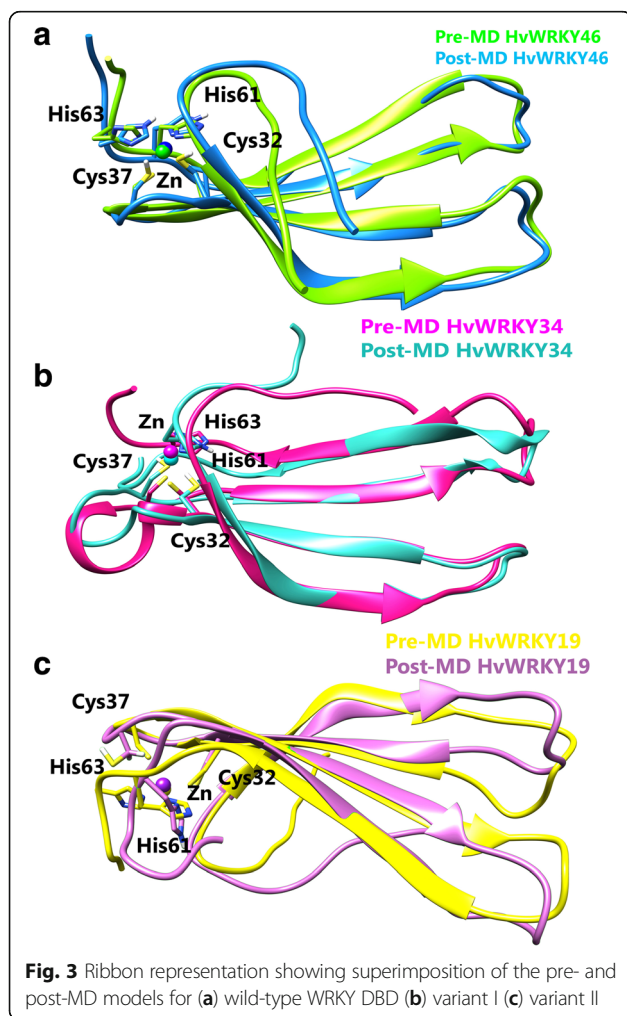 a
Pre-MD HvWRKY46
Post-MD HvWRKY46
His63
His61
Cys32
Cys37
Zn
Pre-MD HvWRKY34
Post-MD HvWRKY34
b
Zn
His63
Cys37
His61
Cys32
Pre-MD HvWRKY19
Post-MD HvWRKY19
c
Cys37
His63
Zn
Cys32
His61
Fig. 3 Ribbon representation showing superimposition of the pre- and
post-MD models for (a) wild-type WRKY DBD (b) variant I (c) variant II